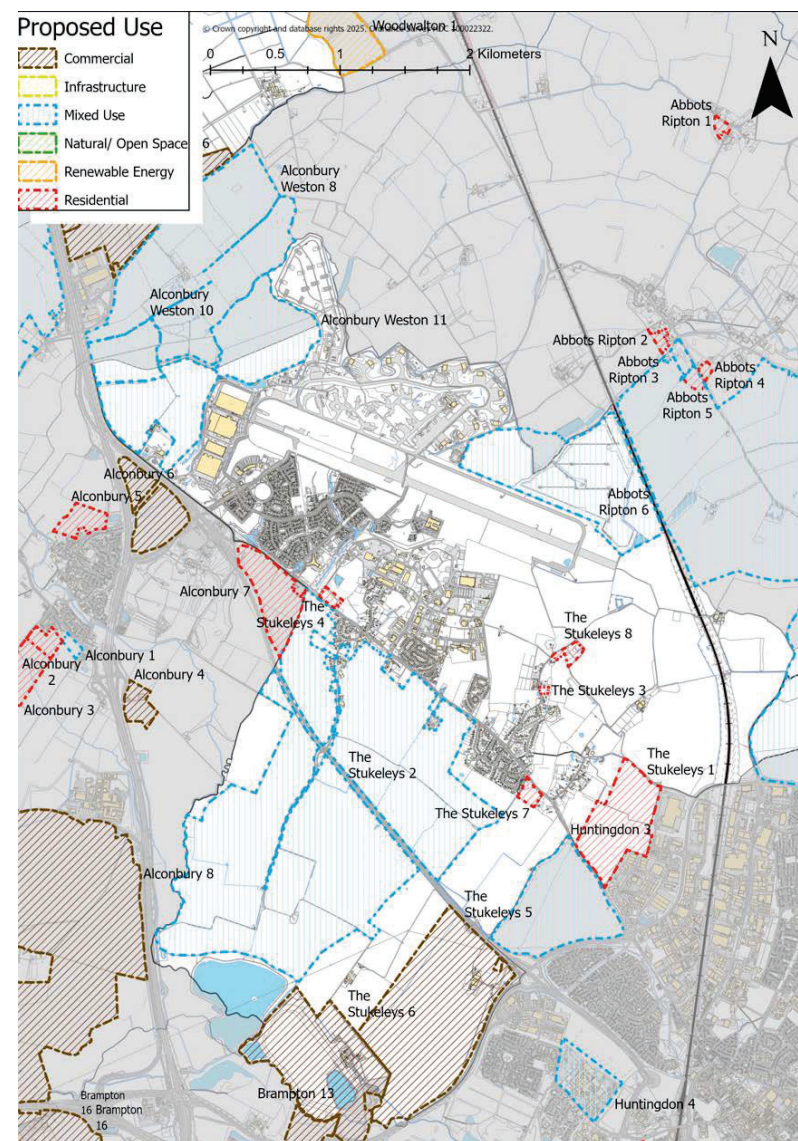 Proposed Use
Commercial
Infrastructure
Mixed Use
Natural/ Open Space
Renewable Energy
Residential
© Crown copyright and database rights 2025, Ordnance Survey AC0 100022322.
Woodwalton 1
0 0.5 1 2 Kilometers
N
Abbots
Ripton 1
6
Alconbury
Weston 8
Alconbury
Weston 10
Alconbury Weston 11
Abbots Ripton 2
Abbots
Ripton 3
Abbots
Ripton 4
Abbots
Ripton 5
Alconbury 6
Alconbury 5
Abbots
Ripton 6
Alconbury 7
The
Stukeleys 4
The
Stukeleys 8
Alconbury 1
Alconbury
2
Alconbury 4
The Stukeleys 3
Alconbury 3
The
Stukeleys 2
The
Stukeleys 1
The Stukeleys 7
Huntingdon 3
Alconbury 8
The
Stukeleys 5
The
Stukeleys 6
Brampton 13
Brampton
16 Brampton
16
Huntingdon 4